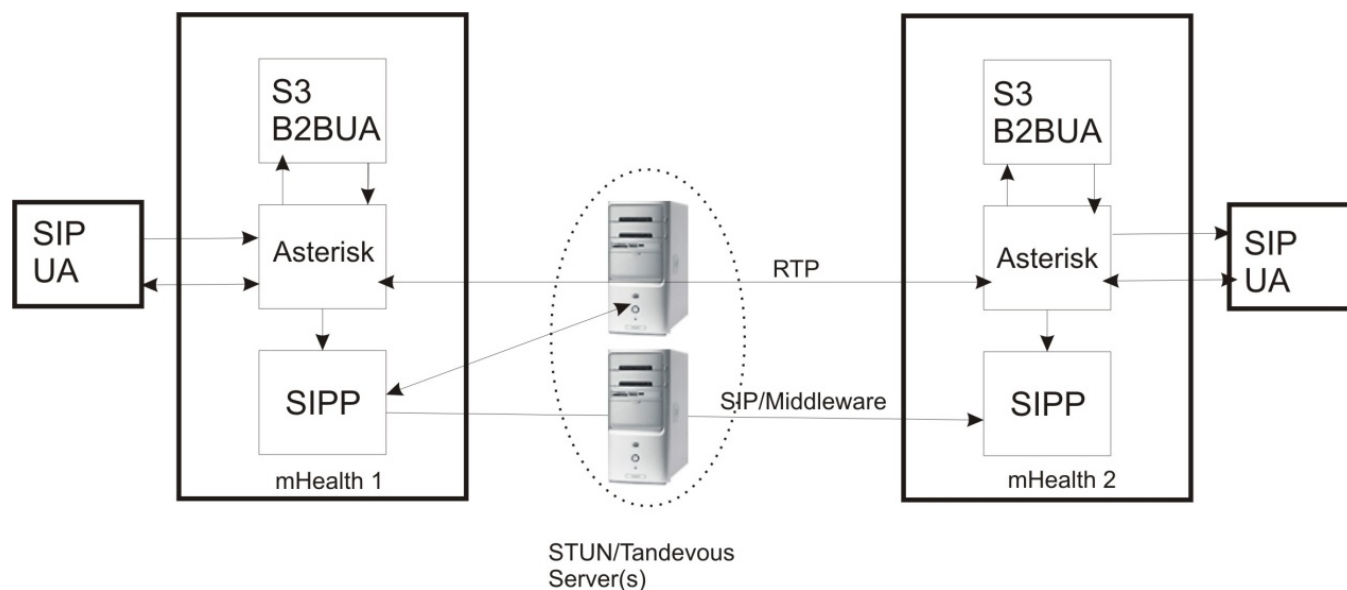 S3
B2BUA
SIP
UA
Asterisk
SIPP
mHealth 1
RTP
SIP/Middleware
STUN/Tandevous
Server(s)
S3
B2BUA
Asterisk
SIP
UA
SIPP
mHealth 2